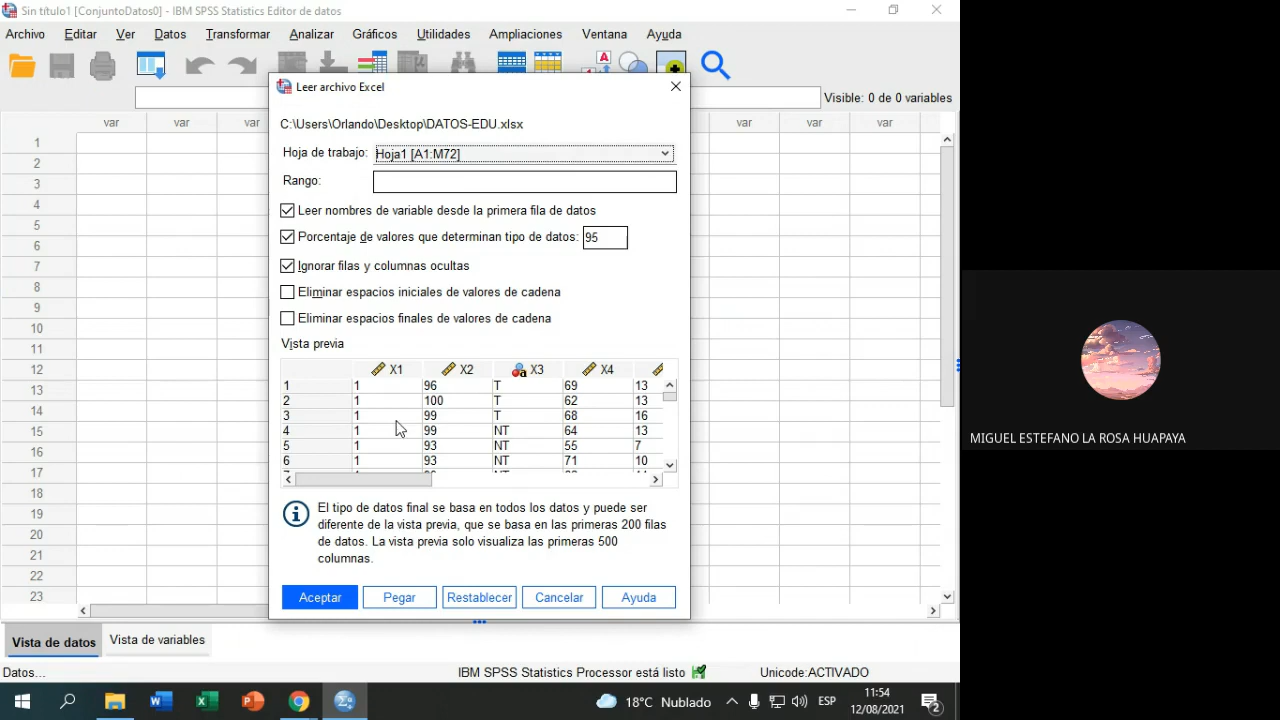 Sin título1 [ConjuntoDatos0] - IBM SPSS Statistics Editor de datos
Archivo Editar Ver Datos Transformar Analizar Gráficos Utilidades Ampliaciones Ventana Ayuda
Visible: 0 de 0 variables
var var var var var var
1
2
3
4
5
6
7
8
9
10
11
12
13
14
15
16
17
18
19
20
21
22
23
Leer archivo Excel
C:\Users\Orlando\Desktop\DATOS-EDU.xlsx
Hoja de trabajo: Hoja1 [A1:M72]
Rango:
Leer nombres de variable desde la primera fila de datos
Porcentaje de valores que determinan tipo de datos: 95
Ignorar filas y columnas ocultas
Eliminar espacios iniciales de valores de cadena
Eliminar espacios finales de valores de cadena
Vista previa
X1 X2 X3 X4
1 1 96 T 69 13
2 1 100 T 62 13
3 1 99 T 68 16
4 1 99 NT 64 13
5 1 93 NT 55 7
6 1 93 NT 71 10
El tipo de datos final se basa en todos los datos y puede ser
diferente de la vista previa, que se basa en las primeras 200 filas
de datos. La vista previa solo visualiza las primeras 500
columnas.
Aceptar Pegar Restablecer Cancelar Ayuda
Vista de datos Vista de variables
Datos... IBM SPSS Statistics Processor está listo Unicode:ACTIVADO
18°C Nublado ESP 11:54
12/08/2021
2
MIGUEL ESTEFANO LA ROSA HUAPAYA